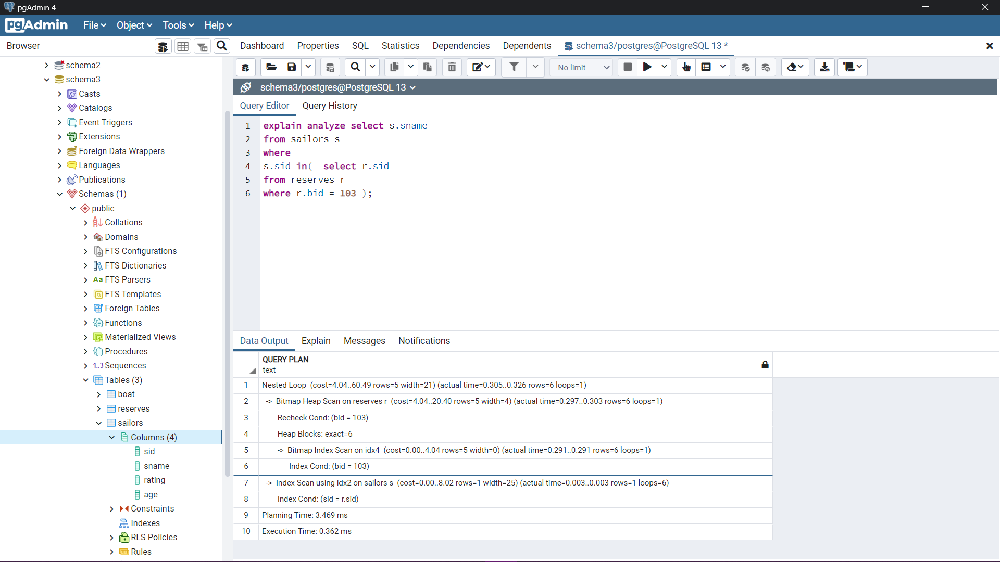 pgAdmin 4
pgAdmin File Object Tools Help
Browser
Dashboard Properties SQL Statistics Dependencies Dependents schema3/postgres@PostgreSQL 13 *
No limit
schema3/postgres@PostgreSQL 13
Query Editor Query History
schema2
schema3
Casts
Catalogs
Event Triggers
Extensions
Foreign Data Wrappers
Languages
Publications
Schemas (1)
public
Collations
Domains
FTS Configurations
FTS Dictionaries
Aa FTS Parsers
FTS Templates
Foreign Tables
Functions
Materialized Views
Procedures
1..3 Sequences
Tables (3)
boat
reserves
sailors
Columns (4)
sid
sname
rating
age
Constraints
Indexes
RLS Policies
Rules
1 explain analyze select s.sname
2 from sailors s
3 where
4 s.sid in(  select r.sid
5 from reserves r
6 where r.bid = 103 );
Data Output Explain Messages Notifications
QUERY PLAN
text
1 Nested Loop (cost=4.04..60.49 rows=5 width=21) (actual time=0.305..0.326 rows=6 loops=1)
2 -> Bitmap Heap Scan on reserves r (cost=4.04..20.40 rows=5 width=4) (actual time=0.297..0.303 rows=6 loops=1)
3 Recheck Cond: (bid = 103)
4 Heap Blocks: exact=6
5 -> Bitmap Index Scan on idx4 (cost=0.00..4.04 rows=5 width=0) (actual time=0.291..0.291 rows=6 loops=1)
6 Index Cond: (bid = 103)
7 -> Index Scan using idx2 on sailors s (cost=0.00..8.02 rows=1 width=25) (actual time=0.003..0.003 rows=1 loops=6)
8 Index Cond: (sid = r.sid)
9 Planning Time: 3.469 ms
10 Execution Time: 0.362 ms